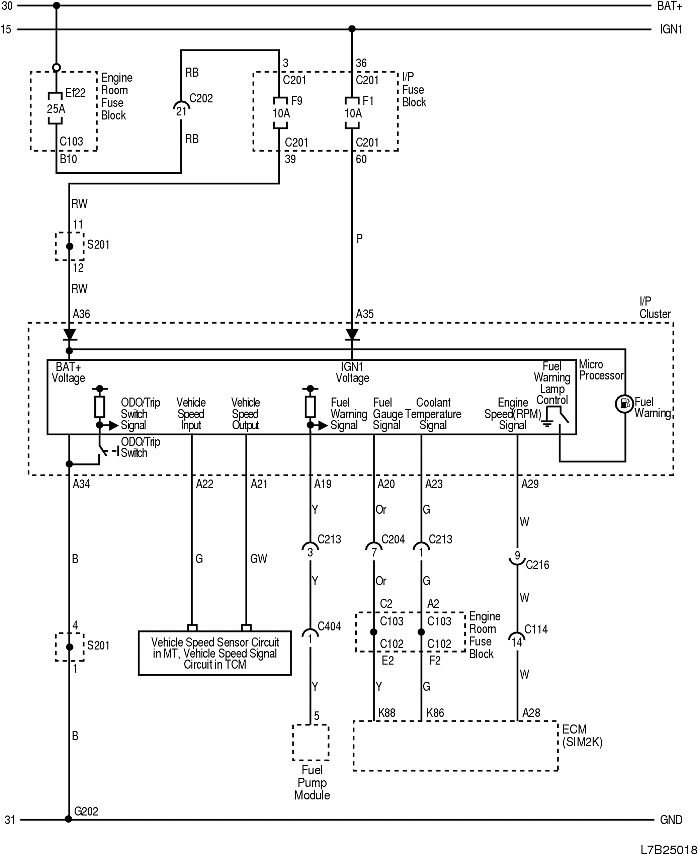 30 BAT+
15 IGN1
Engine
Room
Fuse
Block
Ef22
25A
C103
B10
RB
C202
21
RB
3 36
C201 C201
I/P
Fuse
Block
F9 F1
10A 10A
C201 C201
39 60
RW
11
S201
12
RW
P
A36 A35
I/P
Cluster
BAT+
Voltage
IGN1
Voltage
Fuel
Warning
Lamp
Control
Micro
Processor
ODO/Trip
Switch
Signal
Vehicle
Speed
Input
Vehicle
Speed
Output
Fuel
Warning
Signal
Fuel
Gauge
Signal
Coolant
Temperature
Signal
Engine
Speed(RPM)
Signal
Fuel
Warning
ODO/Trip
Switch
A34 A22 A21 A19 A20 A23 A29
Y Or G W
C213 C204 C213
3 7 1
9
C216
B G GW Y Or G
W
4
S201
1
C404
1
C2 A2
C103 C103
C102 C102
E2 F2
Engine
Room
Fuse
Block
C114
14
Vehicle Speed Sensor Circuit
in MT, Vehicle Speed Signal
Circuit in TCM
B Y Y G W
5 K88 K86 A28
Fuel
Pump
Module
ECM
(SIM2K)
G202
31 GND
L7B25018